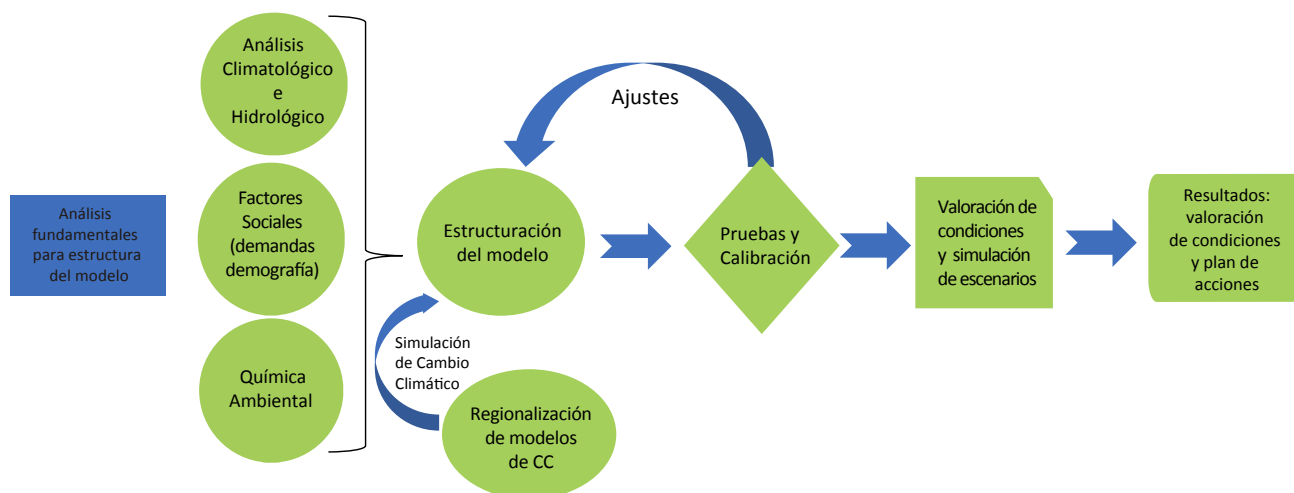 Análisis
fundamentales
para estructura
del modelo
Análisis
Climatológico
e
Hidrológico
Factores
Sociales
(demandas
demografía)
Química
Ambiental
Estructuración
del modelo
Ajustes
Simulación
de Cambio
Climático
Regionalización
de modelos
de CC
Pruebas y
Calibración
Valoración de
condiciones
y simulación
de escenarios
Resultados:
valoración
de condiciones
y plan de
acciones